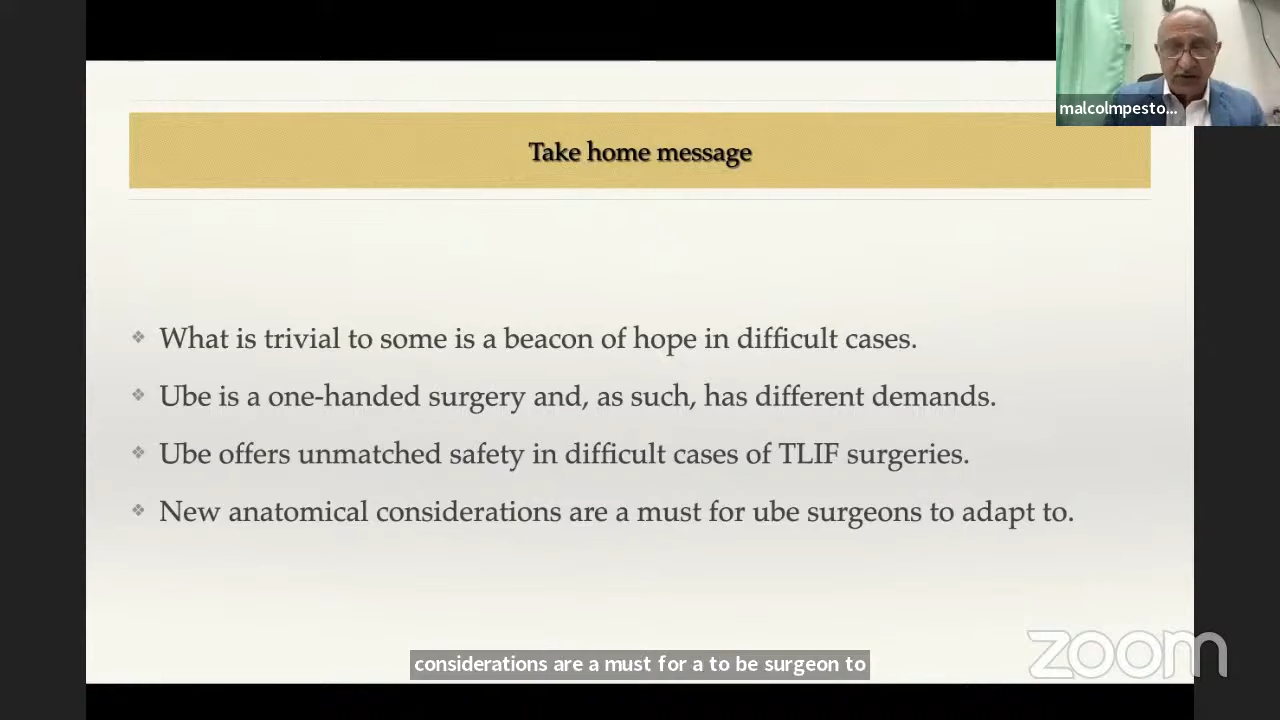 malcolmpesto...
Take home message
What is trivial to some is a beacon of hope in difficult cases.
Ube is a one-handed surgery and, as such, has different demands.
Ube offers unmatched safety in difficult cases of TLIF surgeries.
New anatomical considerations are a must for ube surgeons to adapt to.
considerations are a must for a to be surgeon to
zoom